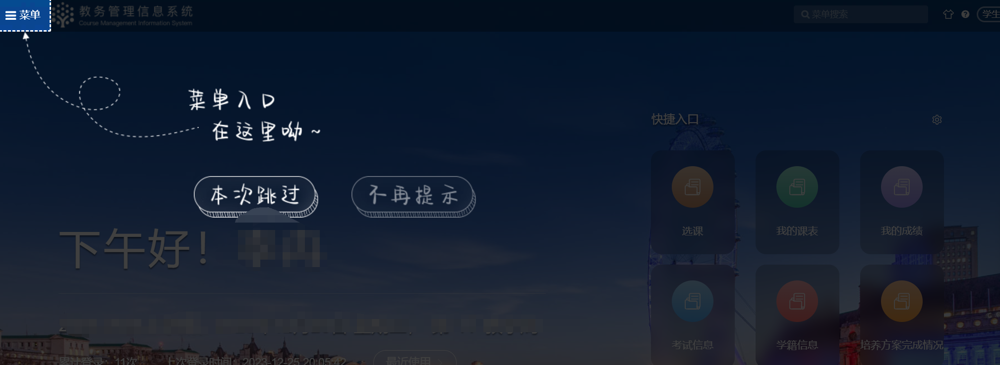 菜单
教务管理信息系统
Course Management Information System
菜单搜索
学生
菜单入口
在这里呦~
快捷入口
本次跳过
不再提示
选课
我的课表
我的成绩
下午好！
考试信息
学籍信息
培养方案完成情况
累计登录：11次
上次登录时间：2023-12-25 20:05:42
最近使用 >